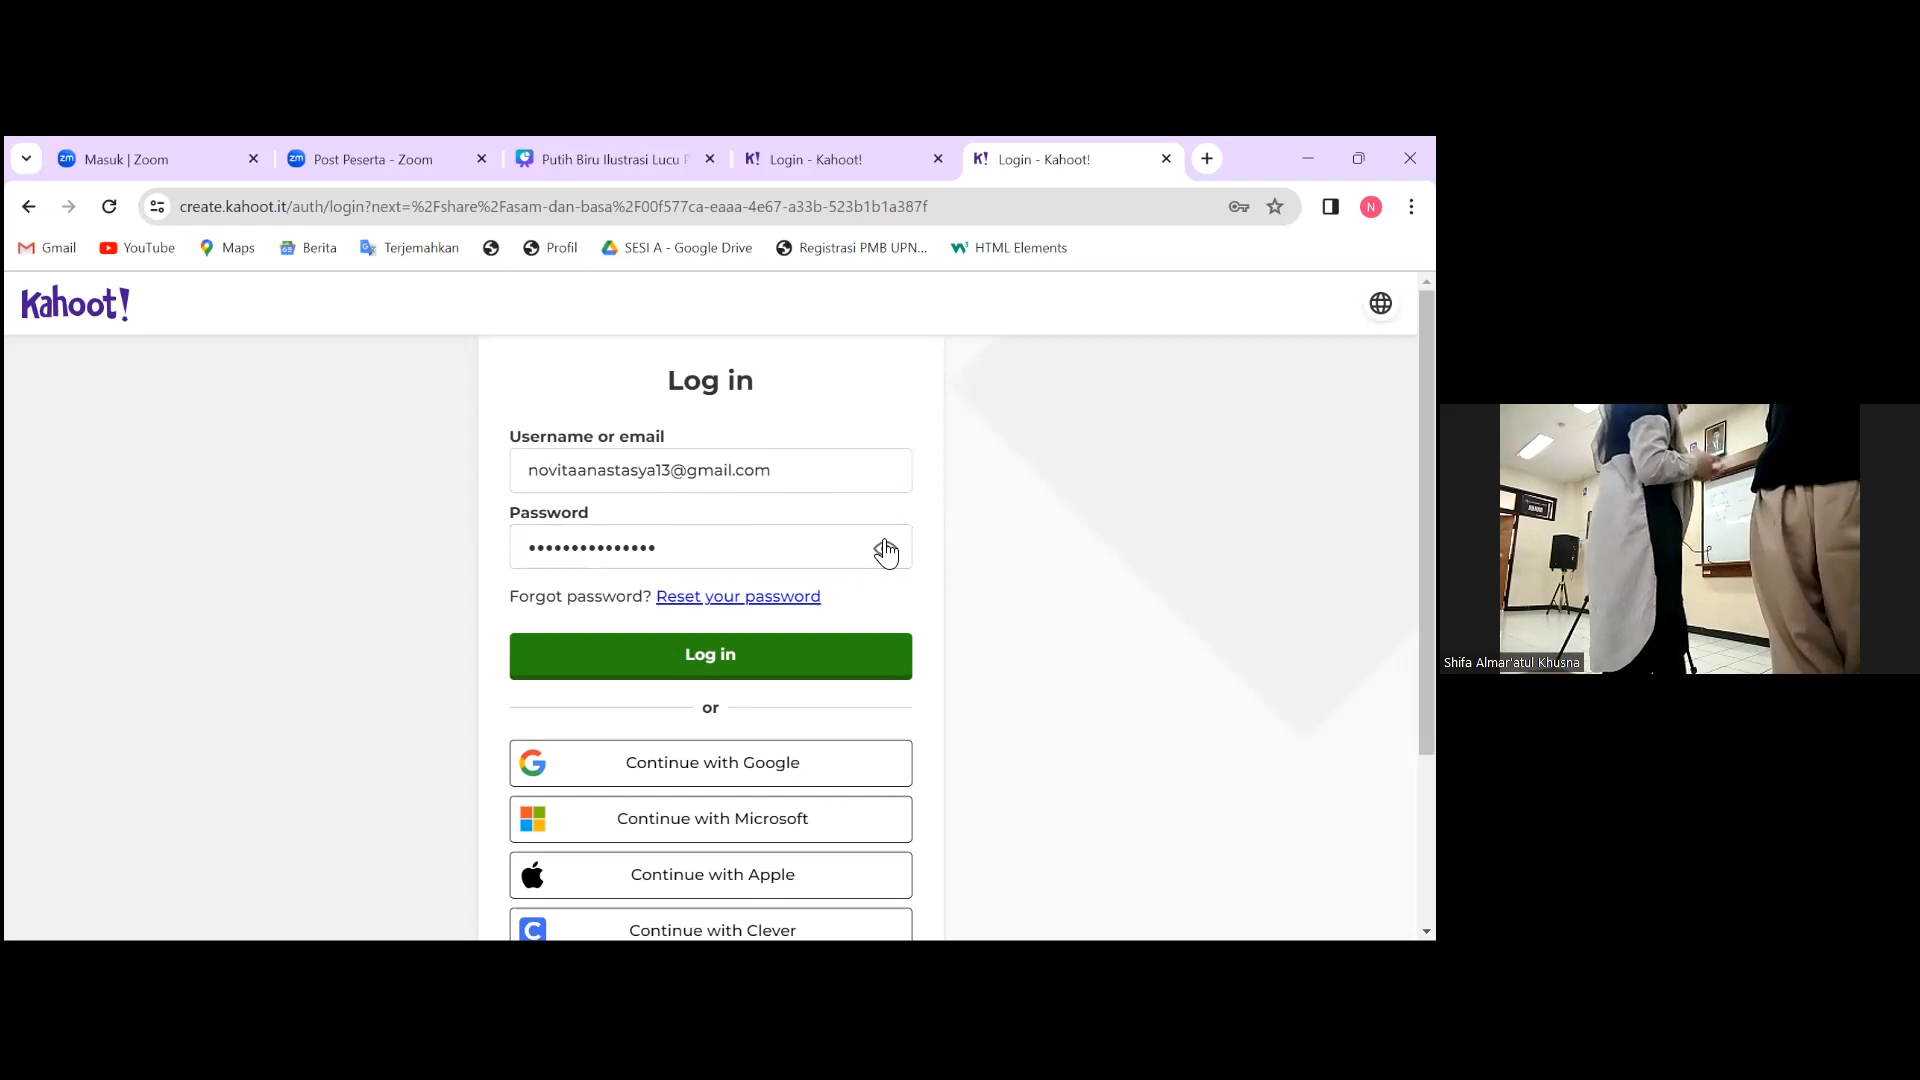 Masuk | Zoom
Post Peserta - Zoom
Putih Biru Ilustrasi Lucu P
K! Login - Kahoot!
K! Login - Kahoot!
create.kahoot.it/auth/login?next=%2Fshare%2Fasam-dan-basa%2F00f577ca-eaaa-4e67-a33b-523b1b1a387f
N
Gmail
YouTube
Maps
Berita
Terjemahkan
Profil
SESI A - Google Drive
Registrasi PMB UPN...
HTML Elements
Kahoot!
Log in
Username or email
novitaanastasya13@gmail.com
Password
Forgot password? Reset your password
Log in
or
Continue with Google
Continue with Microsoft
Continue with Apple
Continue with Clever
Shifa Almar'atul Khusna